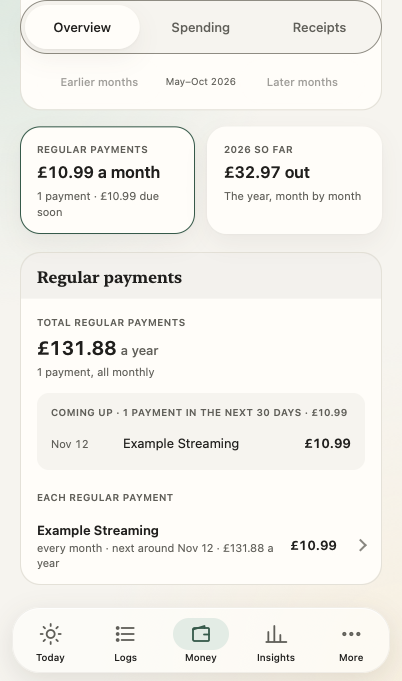 Overview
Spending
Receipts
Earlier months
May–Oct 2026
Later months
REGULAR PAYMENTS
£10.99 a month
1 payment · £10.99 due
soon
2026 SO FAR
£32.97 out
The year, month by month
Regular payments
TOTAL REGULAR PAYMENTS
£131.88 a year
1 payment, all monthly
COMING UP · 1 PAYMENT IN THE NEXT 30 DAYS · £10.99
Nov 12 Example Streaming £10.99
EACH REGULAR PAYMENT
Example Streaming
every month · next around Nov 12 · £131.88 a
year
£10.99
Today
Logs
Money
Insights
More